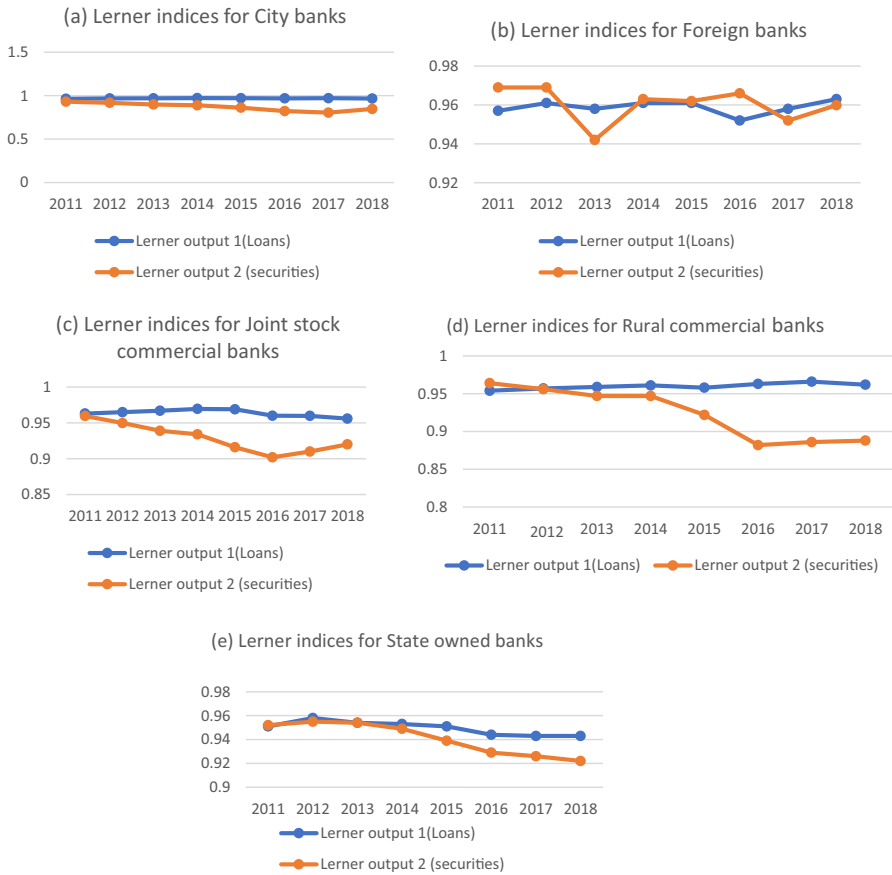 (a) Lerner indices for City banks
1.5
1
0.5
0
2011 2012 2013 2014 2015 2016 2017 2018
Lerner output 1(Loans)
Lerner output 2 (securities)
(b) Lerner indices for Foreign banks
0.98
0.96
0.94
0.92
2011 2012 2013 2014 2015 2016 2017 2018
Lerner output 1(Loans)
Lerner output 2 (securities)
(c) Lerner indices for Joint stock
commercial banks
1
0.95
0.9
0.85
2011 2012 2013 2014 2015 2016 2017 2018
Lerner output 1(Loans)
Lerner output 2 (securities)
(d) Lerner indices for Rural commercial banks
1
0.95
0.9
0.85
0.8
2011 2012 2013 2014 2015 2016 2017 2018
Lerner output 1(Loans) Lerner output 2 (securities)
(e) Lerner indices for State owned banks
0.98
0.96
0.94
0.92
0.9
2011 2012 2013 2014 2015 2016 2017 2018
Lerner output 1(Loans)
Lerner output 2 (securities)